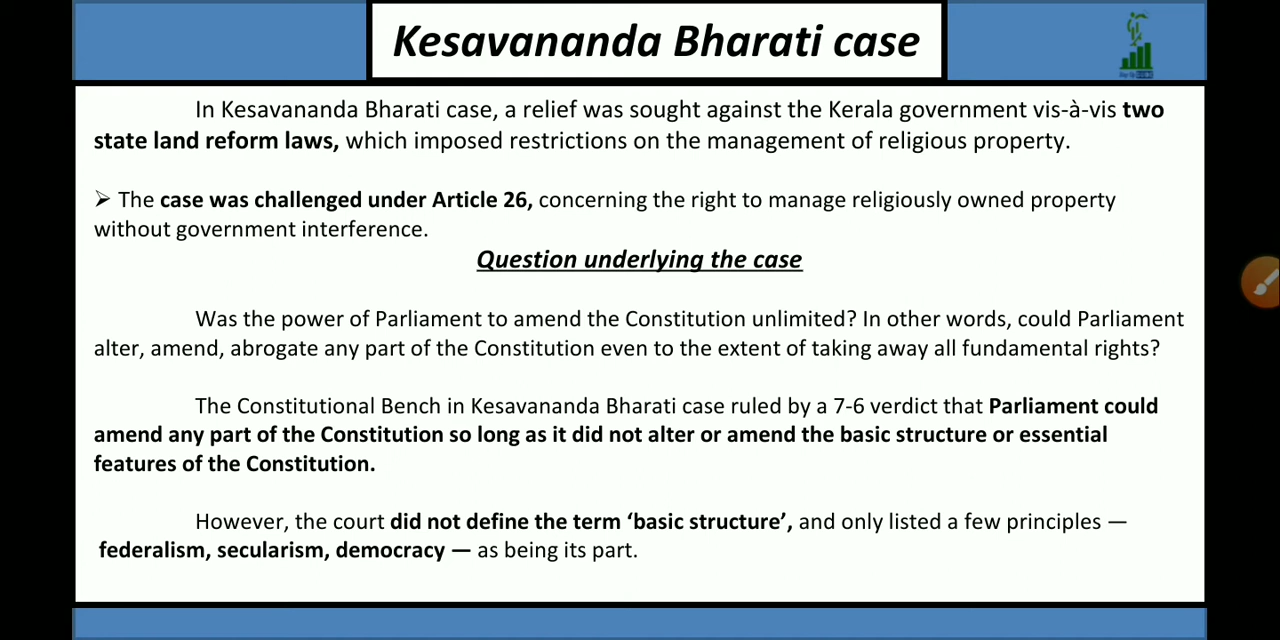 Kesavananda Bharati case
In Kesavananda Bharati case, a relief was sought against the Kerala government vis-à-vis two
state land reform laws, which imposed restrictions on the management of religious property.
➢ The case was challenged under Article 26, concerning the right to manage religiously owned property
without government interference.
Question underlying the case
Was the power of Parliament to amend the Constitution unlimited? In other words, could Parliament
alter, amend, abrogate any part of the Constitution even to the extent of taking away all fundamental rights?
The Constitutional Bench in Kesavananda Bharati case ruled by a 7-6 verdict that Parliament could
amend any part of the Constitution so long as it did not alter or amend the basic structure or essential
features of the Constitution.
However, the court did not define the term ‘basic structure’, and only listed a few principles —
federalism, secularism, democracy — as being its part.